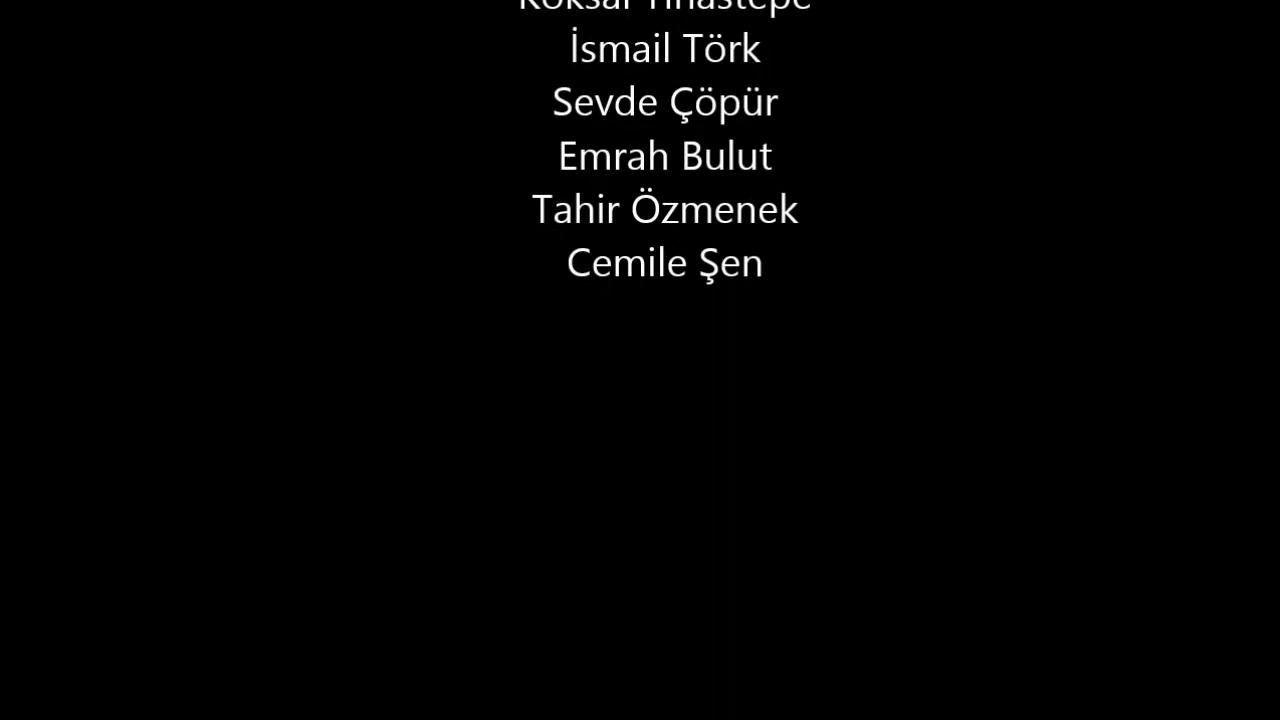 İsmail Törk
Sevde Çöpür
Emrah Bulut
Tahir Özmenek
Cemile Şen